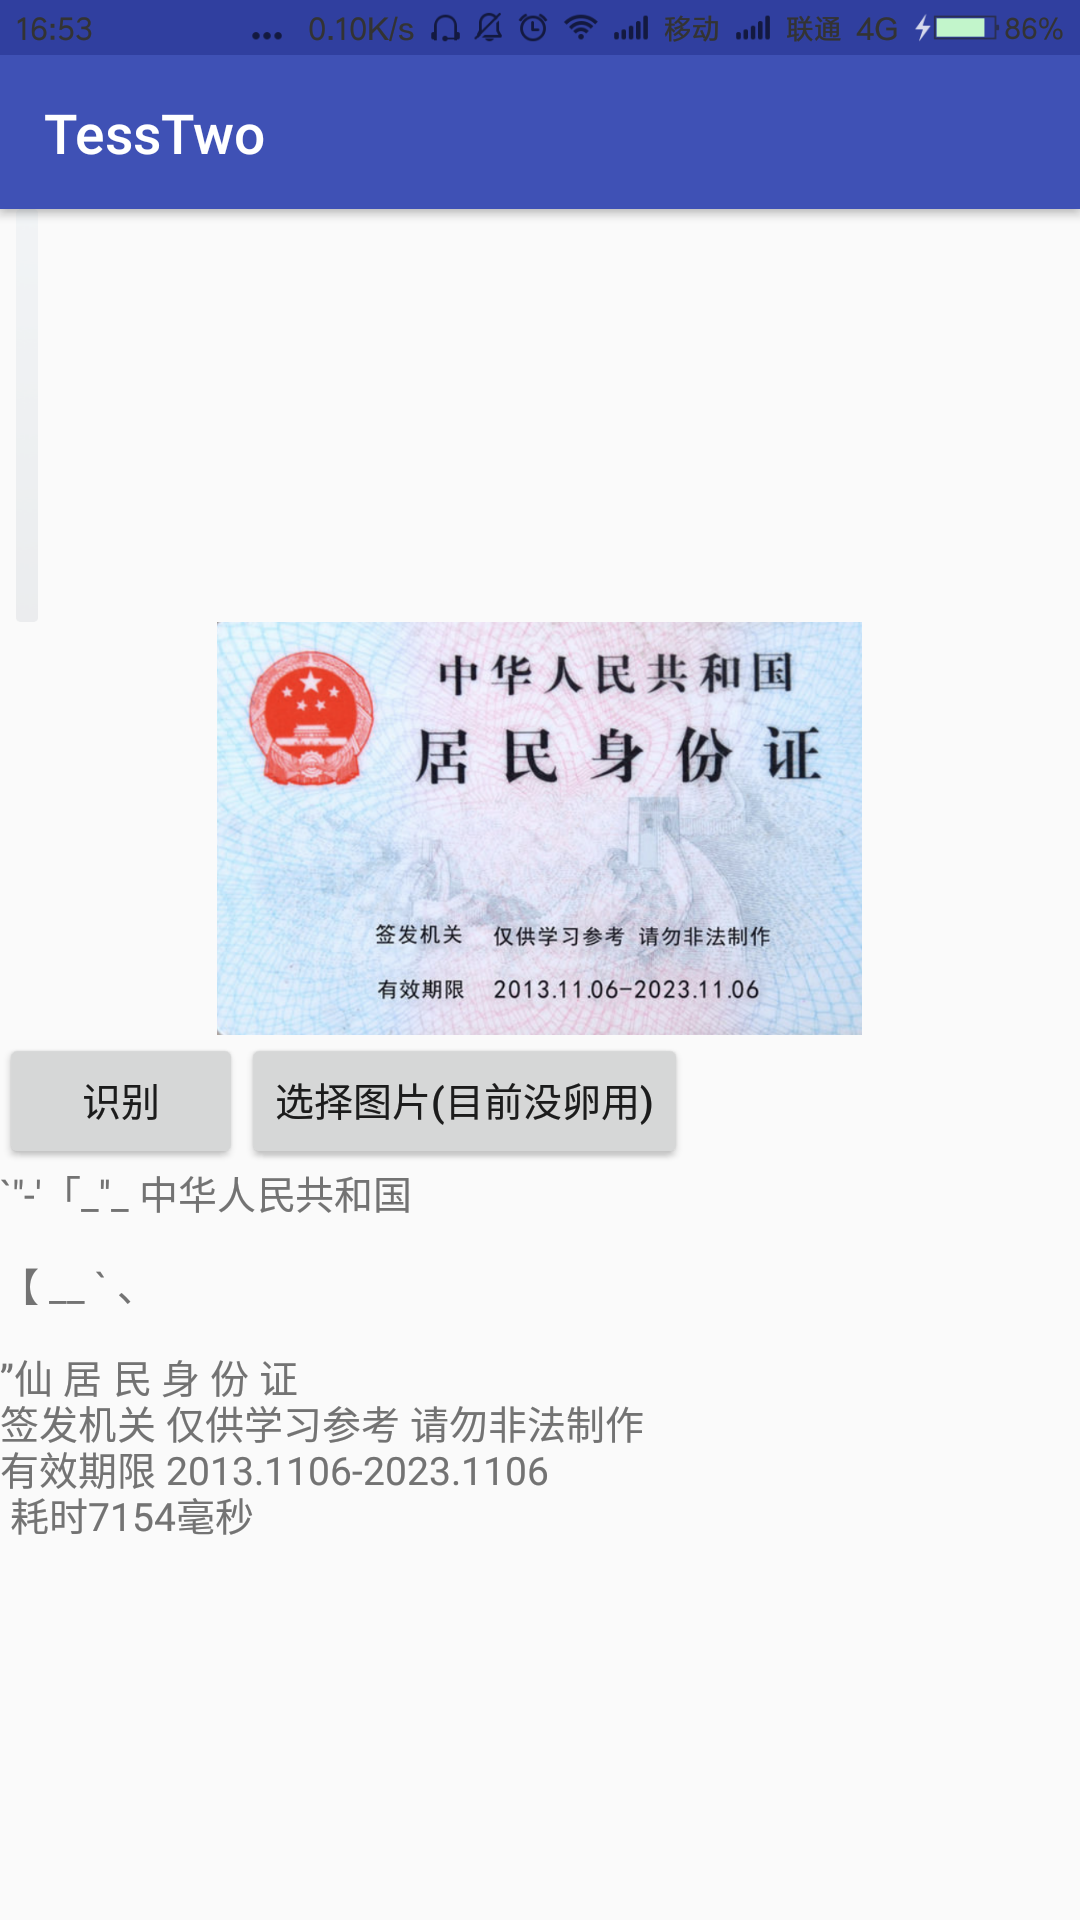 16:53 ... 0.10K/s 移动 联通 4G 86%
TessTwo
中华人民共和国
居民身份证
签发机关 仅供学习参考 请勿非法制作
有效期限 2013.11.06-2023.11.06
识别 选择图片(目前没卵用)
`"-'「_"_ 中华人民共和国
【 __ ` 、
”仙 居 民 身 份 证
签发机关 仅供学习参考 请勿非法制作
有效期限 2013.1106-2023.1106
耗时7154毫秒